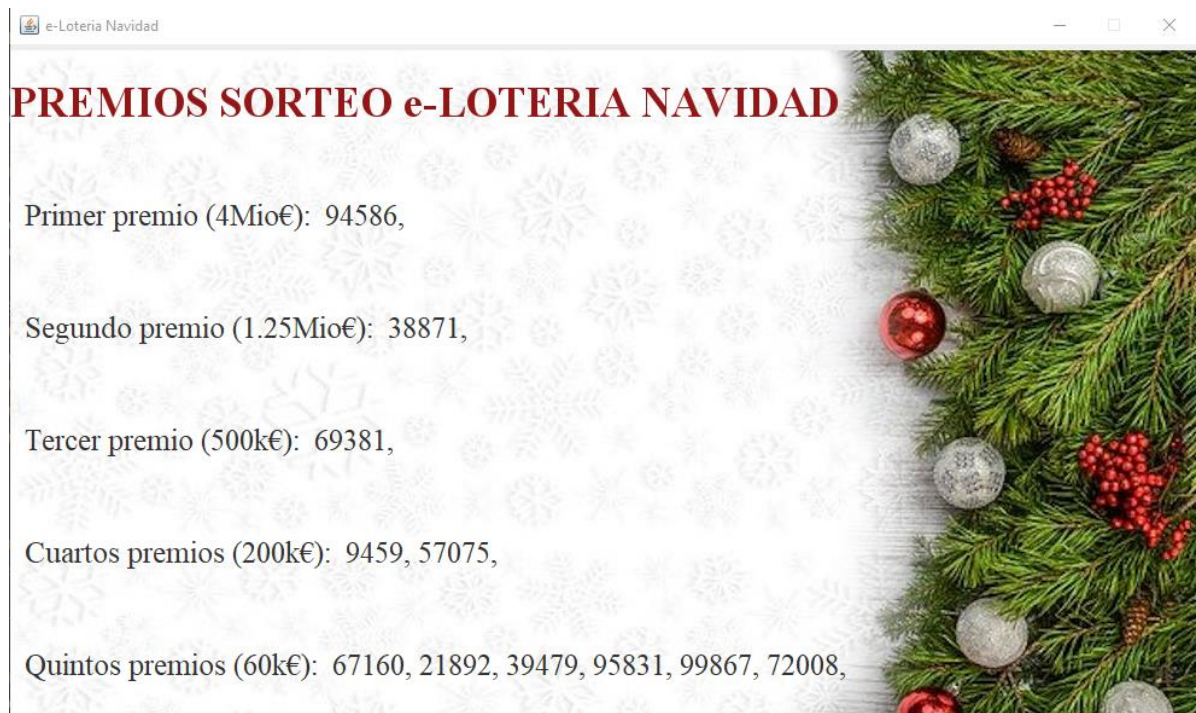 e-Loteria Navidad
PREMIOS SORTEO e-LOTERIA NAVIDAD
Primer premio (4Mio€): 94586,
Segundo premio (1.25Mio€): 38871,
Tercer premio (500k€): 69381,
Cuartos premios (200k€): 9459, 57075,
Quintos premios (60k€): 67160, 21892, 39479, 95831, 99867, 72008,